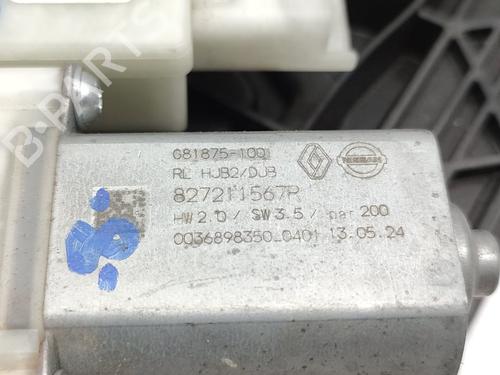 G81875-100
NISSAN
RL HJB2/DJB
827211567R
HW 2.0 / SW 3.5 / par 200
0036898350_0401 13.05.24
B-PARTS